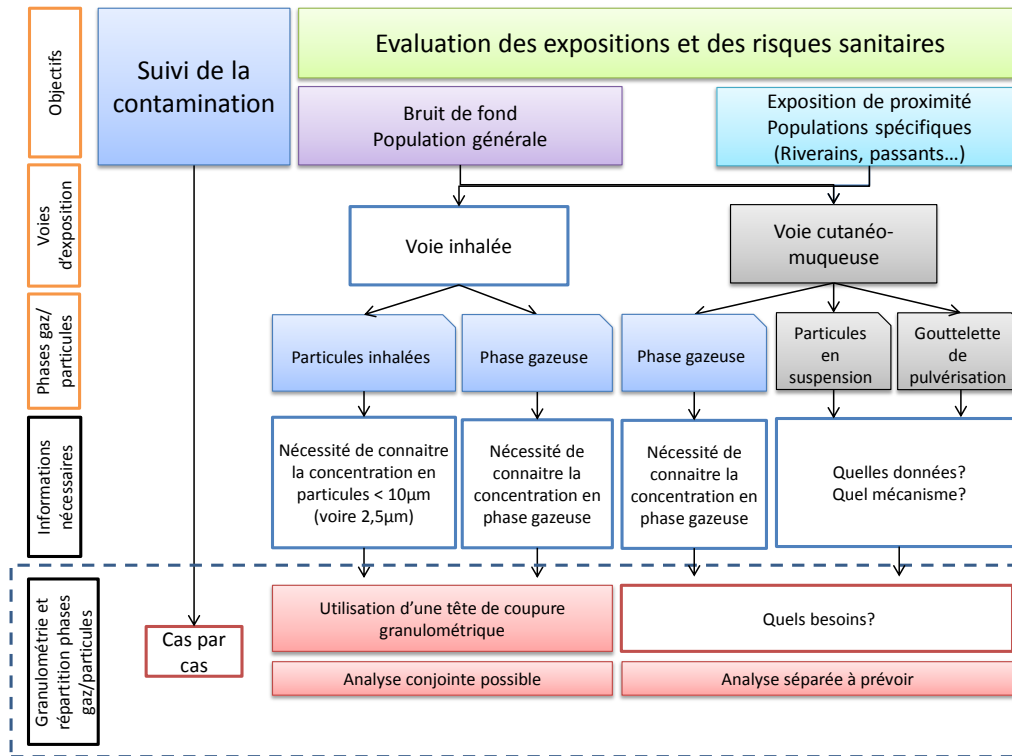 Objectifs
Suivi de la
contamination
Evaluation des expositions et des risques sanitaires
Bruit de fond
Population générale
Exposition de proximité
Populations spécifiques
(Riverains, passants…)
Voies
d'exposition
Voie inhalée
Voie cutanéo-
muqueuse
Phases gaz/
particules
Particules inhalées
Phase gazeuse
Phase gazeuse
Particules
en
suspension
Gouttelette
de
pulvérisation
Informations
nécessaires
Nécessité de connaitre
la concentration en
particules < 10µm
(voire 2,5µm)
Nécessité de
connaitre la
concentration en
phase gazeuse
Nécessité de
connaitre la
concentration en
phase gazeuse
Quelles données?
Quel mécanisme?
Granulométrie et
répartition phases
gaz/particules
Cas par
cas
Utilisation d'une tête de coupure
granulométrique
Quels besoins?
Analyse conjointe possible
Analyse séparée à prévoir